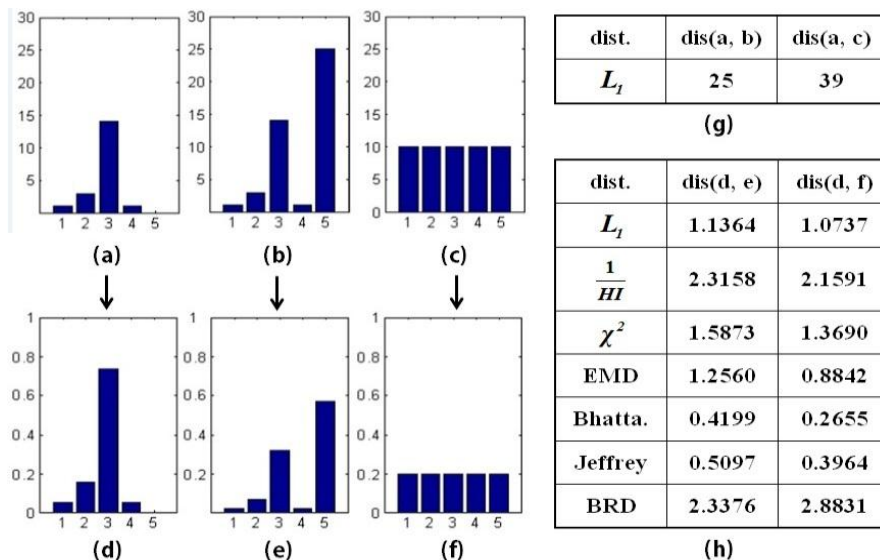 30
25
20
15
10
5
1 2 3 4 5
(a)
30
25
20
15
10
5
1 2 3 4 5
(b)
30
25
20
15
10
5
0
1 2 3 4 5
(c)
dist. dis(a, b) dis(a, c)
L₁ 25 39
(g)
1
0.8
0.6
0.4
0.2
0
1 2 3 4 5
(d)
1
0.8
0.6
0.4
0.2
1 2 3 4 5
(e)
1
0.8
0.6
0.4
0.2
0
1 2 3 4 5
(f)
dist. dis(d, e) dis(d, f)
L₁ 1.1364 1.0737
1/HI 2.3158 2.1591
χ² 1.5873 1.3690
EMD 1.2560 0.8842
Bhatta. 0.4199 0.2655
Jeffrey 0.5097 0.3964
BRD 2.3376 2.8831
(h)